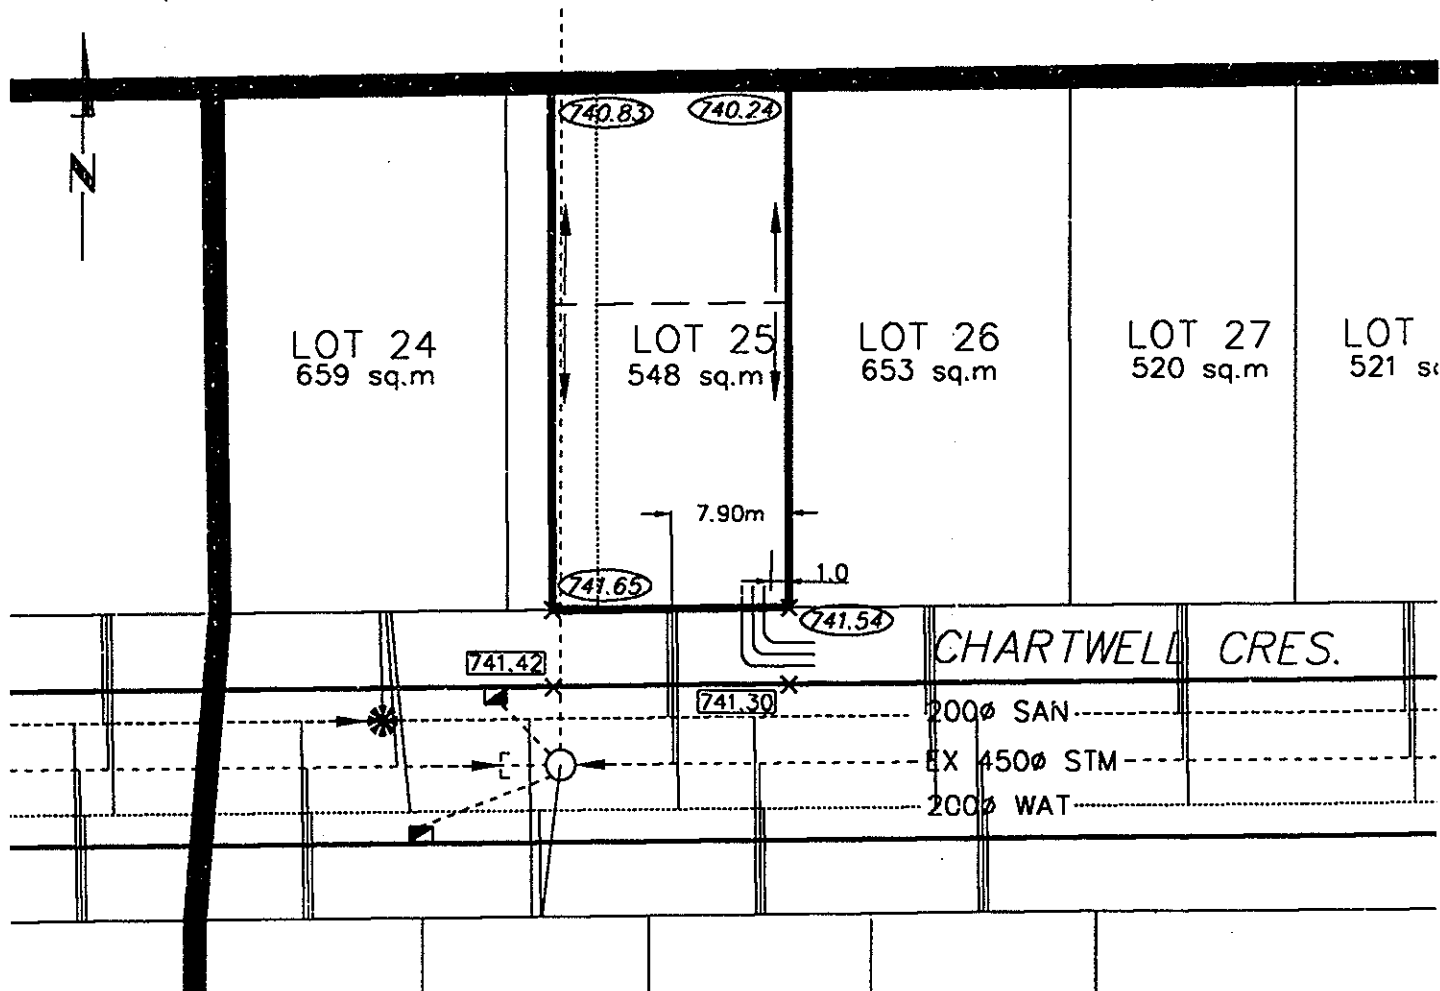 N
740.83 740.24
LOT 24
659 sq.m
LOT 25
548 sq.m
LOT 26
653 sq.m
LOT 27
520 sq.m
LOT
521
7.90m
1.0
741.65
741.54
CHARTWELL CRES.
741.42
741.30
200ø SAN
EX 450ø STM
200ø WAT